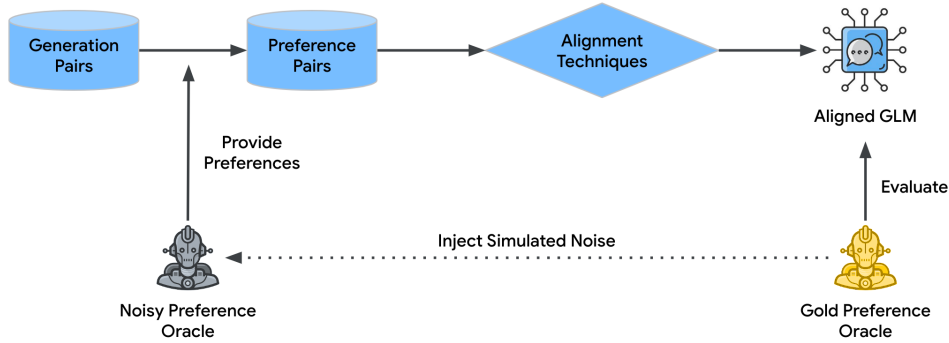 Generation
Pairs
Preference
Pairs
Alignment
Techniques
Aligned GLM
Provide
Preferences
Evaluate
Inject Simulated Noise
Noisy Preference
Oracle
Gold Preference
Oracle